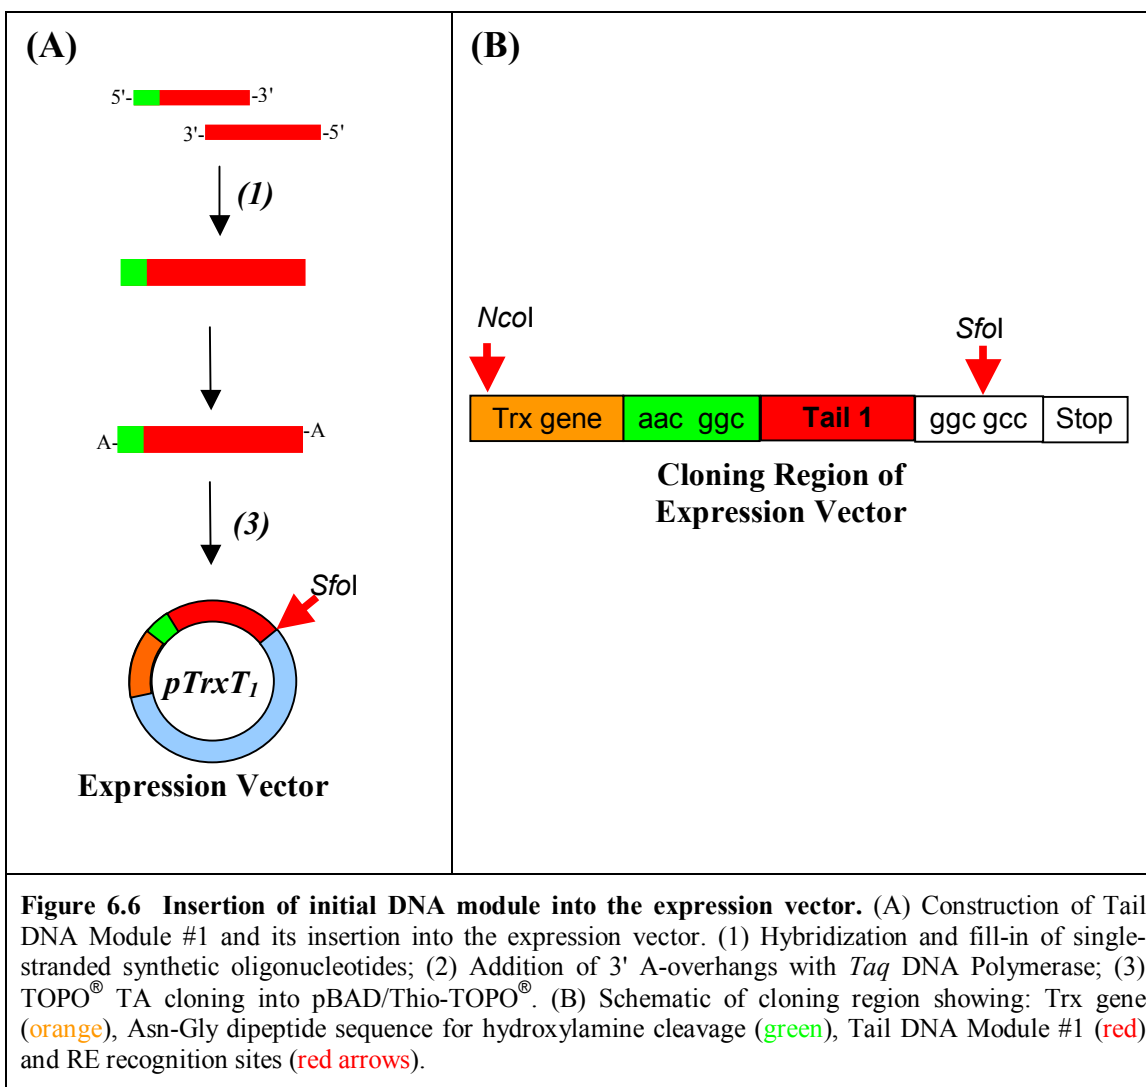 (A)
5'-
-3'
3'-
-5'
(1)
A-
-A
(3)
SfoI
pTrxT1
Expression Vector
(B)
NcoI
SfoI
Trx gene
aac ggc
Tail 1
ggc gcc
Stop
Cloning Region of
Expression Vector
Figure 6.6 Insertion of initial DNA module into the expression vector. (A) Construction of Tail
DNA Module #1 and its insertion into the expression vector. (1) Hybridization and fill-in of single-
stranded synthetic oligonucleotides; (2) Addition of 3' A-overhangs with Taq DNA Polymerase; (3)
TOPO® TA cloning into pBAD/Thio-TOPO®. (B) Schematic of cloning region showing: Trx gene
(orange), Asn-Gly dipeptide sequence for hydroxylamine cleavage (green), Tail DNA Module #1 (red)
and RE recognition sites (red arrows).